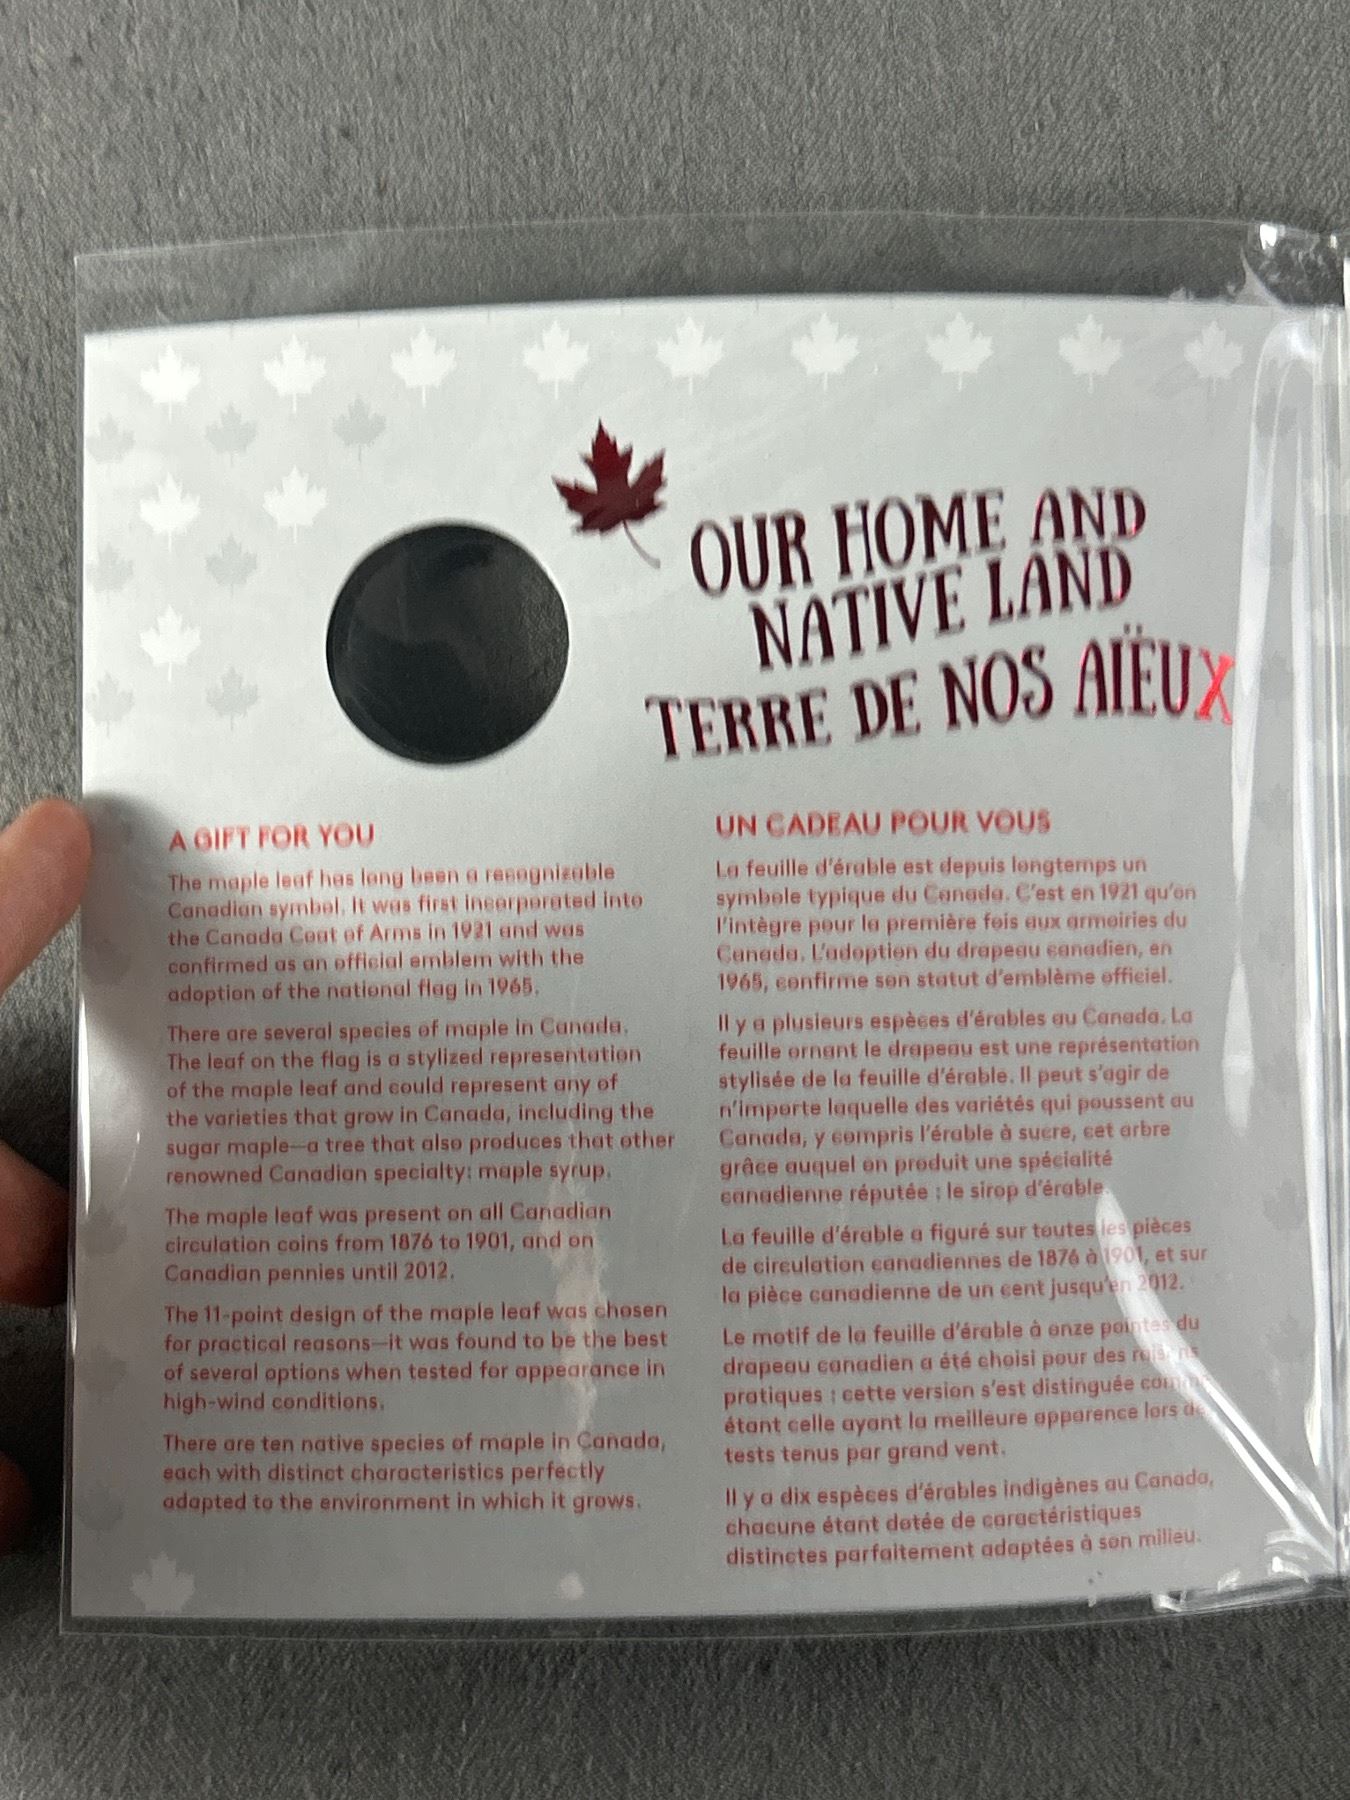 OUR HOME AND
NATIVE LAND
TERRE DE NOS AÏEUX
A GIFT FOR YOU
The maple leaf has long been a recognizable
Canadian symbol. It was first incorporated into
the Canada Coat of Arms in 1921 and was
confirmed as an official emblem with the
adoption of the national flag in 1965.
There are several species of maple in Canada.
The leaf on the flag is a stylized representation
of the maple leaf and could represent any of
the varieties that grow in Canada, including the
sugar maple—a tree that also produces that other
renowned Canadian specialty: maple syrup.
The maple leaf was present on all Canadian
circulation coins from 1876 to 1901, and on
Canadian pennies until 2012.
The 11-point design of the maple leaf was chosen
for practical reasons—it was found to be the best
of several options when tested for appearance in
high-wind conditions.
There are ten native species of maple in Canada,
each with distinct characteristics perfectly
adapted to the environment in which it grows.
UN CADEAU POUR VOUS
La feuille d'érable est depuis longtemps un
symbole typique du Canada. C'est en 1921 qu'on
l'intègre pour la première fois aux armoiries du
Canada. L'adoption du drapeau canadien, en
1965, confirme son statut d'emblème officiel.
Il y a plusieurs espèces d'érables au Canada. La
feuille ornant le drapeau est une représentation
stylisée de la feuille d'érable. Il peut s'agir de
n'importe laquelle des variétés qui poussent au
Canada, y compris l'érable à sucre, cet arbre
grâce auquel on produit une spécialité
canadienne réputée : le sirop d'érable.
La feuille d'érable a figuré sur toutes les pièces
de circulation canadiennes de 1876 à 1901, et sur
la pièce canadienne de un cent jusqu'en 2012.
Le motif de la feuille d'érable à onze pointes du
drapeau canadien a été choisi pour des raisons
pratiques : cette version s'est distinguée comme
étant celle ayant la meilleure apparence lors de
tests tenus par grand vent.
Il y a dix espèces d'érables indigènes au Canada,
chacune étant dotée de caractéristiques
distinctes parfaitement adaptées à son milieu.